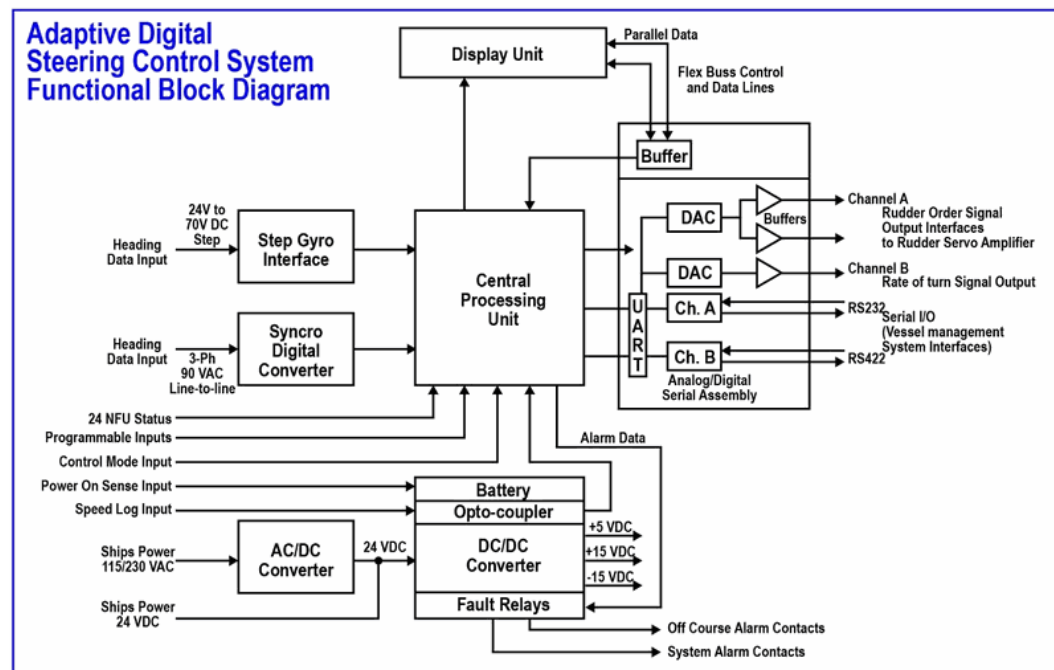 Adaptive Digital
Steering Control System
Functional Block Diagram
Display Unit
Parallel Data
Flex Buss Control
and Data Lines
Buffer
24V to
70V DC
Step
Heading
Data Input
Step Gyro
Interface
Central
Processing
Unit
DAC
Buffers
Channel A
Rudder Order Signal
Output Interfaces
to Rudder Servo Amplifier
DAC
Channel B
Rate of turn Signal Output
UART
Ch. A
RS232
Serial I/O
(Vessel management
System Interfaces)
Ch. B
RS422
Analog/Digital
Serial Assembly
Heading
Data Input
3-Ph
90 VAC
Line-to-line
Syncro
Digital
Converter
24 NFU Status
Programmable Inputs
Control Mode Input
Alarm Data
Power On Sense Input
Battery
Speed Log Input
Opto-coupler
Ships Power
115/230 VAC
AC/DC
Converter
24 VDC
DC/DC
Converter
+5 VDC
+15 VDC
-15 VDC
Ships Power
24 VDC
Fault Relays
Off Course Alarm Contacts
System Alarm Contacts